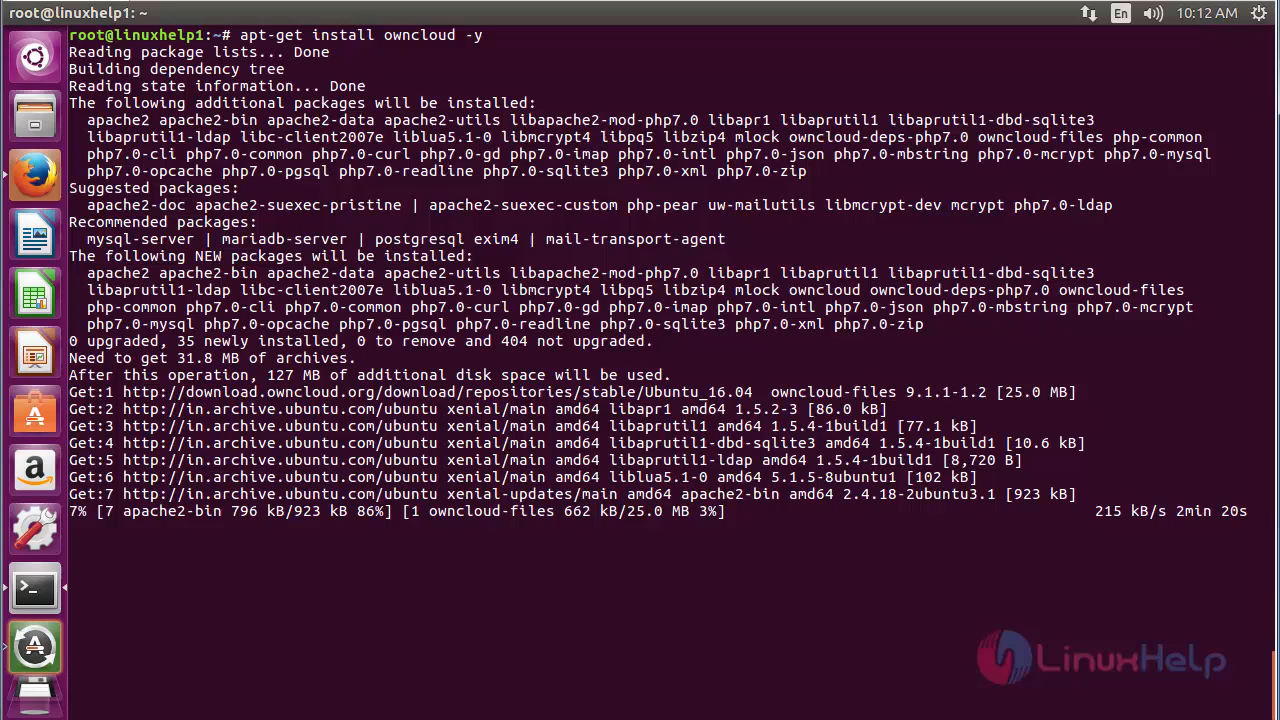 root@linuxhelp1: ~
En
10:12 AM
root@linuxhelp1:~# apt-get install owncloud -y
Reading package lists... Done
Building dependency tree
Reading state information... Done
The following additional packages will be installed:
apache2 apache2-bin apache2-data apache2-utils libapache2-mod-php7.0 libapr1 libaprutil1 libaprutil1-dbd-sqlite3
libaprutil1-ldap libc-client2007e liblua5.1-0 libmcrypt4 libpq5 libzip4 mlock owncloud-deps-php7.0 owncloud-files php-common
php7.0-cli php7.0-common php7.0-curl php7.0-gd php7.0-imap php7.0-intl php7.0-json php7.0-mbstring php7.0-mcrypt php7.0-mysql
php7.0-opcache php7.0-pgsql php7.0-readline php7.0-sqlite3 php7.0-xml php7.0-zip
Suggested packages:
apache2-doc apache2-suexec-pristine | apache2-suexec-custom php-pear uw-mailutils libmcrypt-dev mcrypt php7.0-ldap
Recommended packages:
mysql-server | mariadb-server | postgresql exim4 | mail-transport-agent
The following NEW packages will be installed:
apache2 apache2-bin apache2-data apache2-utils libapache2-mod-php7.0 libapr1 libaprutil1 libaprutil1-dbd-sqlite3
libaprutil1-ldap libc-client2007e liblua5.1-0 libmcrypt4 libpq5 libzip4 mlock owncloud owncloud-deps-php7.0 owncloud-files
php-common php7.0-cli php7.0-common php7.0-curl php7.0-gd php7.0-imap php7.0-intl php7.0-json php7.0-mbstring php7.0-mcrypt
php7.0-mysql php7.0-opcache php7.0-pgsql php7.0-readline php7.0-sqlite3 php7.0-xml php7.0-zip
0 upgraded, 35 newly installed, 0 to remove and 404 not upgraded.
Need to get 31.8 MB of archives.
After this operation, 127 MB of additional disk space will be used.
Get:1 http://download.owncloud.org/download/repositories/stable/Ubuntu_16.04  owncloud-files 9.1.1-1.2 [25.0 MB]
Get:2 http://in.archive.ubuntu.com/ubuntu xenial/main amd64 libapr1 amd64 1.5.2-3 [86.0 kB]
Get:3 http://in.archive.ubuntu.com/ubuntu xenial/main amd64 libaprutil1 amd64 1.5.4-1build1 [77.1 kB]
Get:4 http://in.archive.ubuntu.com/ubuntu xenial/main amd64 libaprutil1-dbd-sqlite3 amd64 1.5.4-1build1 [10.6 kB]
Get:5 http://in.archive.ubuntu.com/ubuntu xenial/main amd64 libaprutil1-ldap amd64 1.5.4-1build1 [8,720 B]
Get:6 http://in.archive.ubuntu.com/ubuntu xenial/main amd64 liblua5.1-0 amd64 5.1.5-8ubuntu1 [102 kB]
Get:7 http://in.archive.ubuntu.com/ubuntu xenial-updates/main amd64 apache2-bin amd64 2.4.18-2ubuntu3.1 [923 kB]
7% [7 apache2-bin 796 kB/923 kB 86%] [1 owncloud-files 662 kB/25.0 MB 3%] 215 kB/s 2min 20s
LinuxHelp